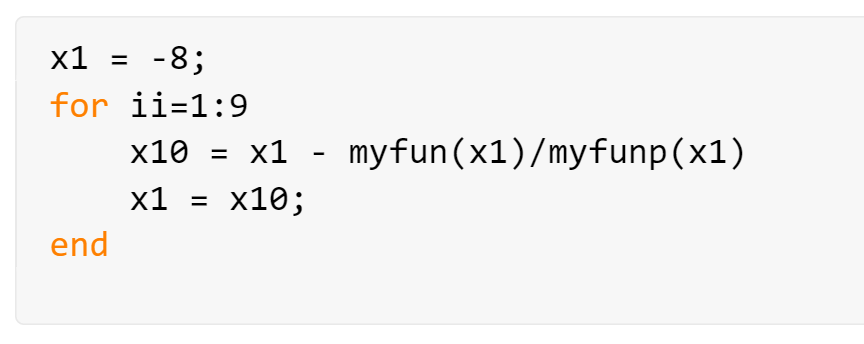 x1 = -8;
for ii=1:9
    x10 = x1 - myfun(x1)/myfunp(x1)
    x1 = x10;
end